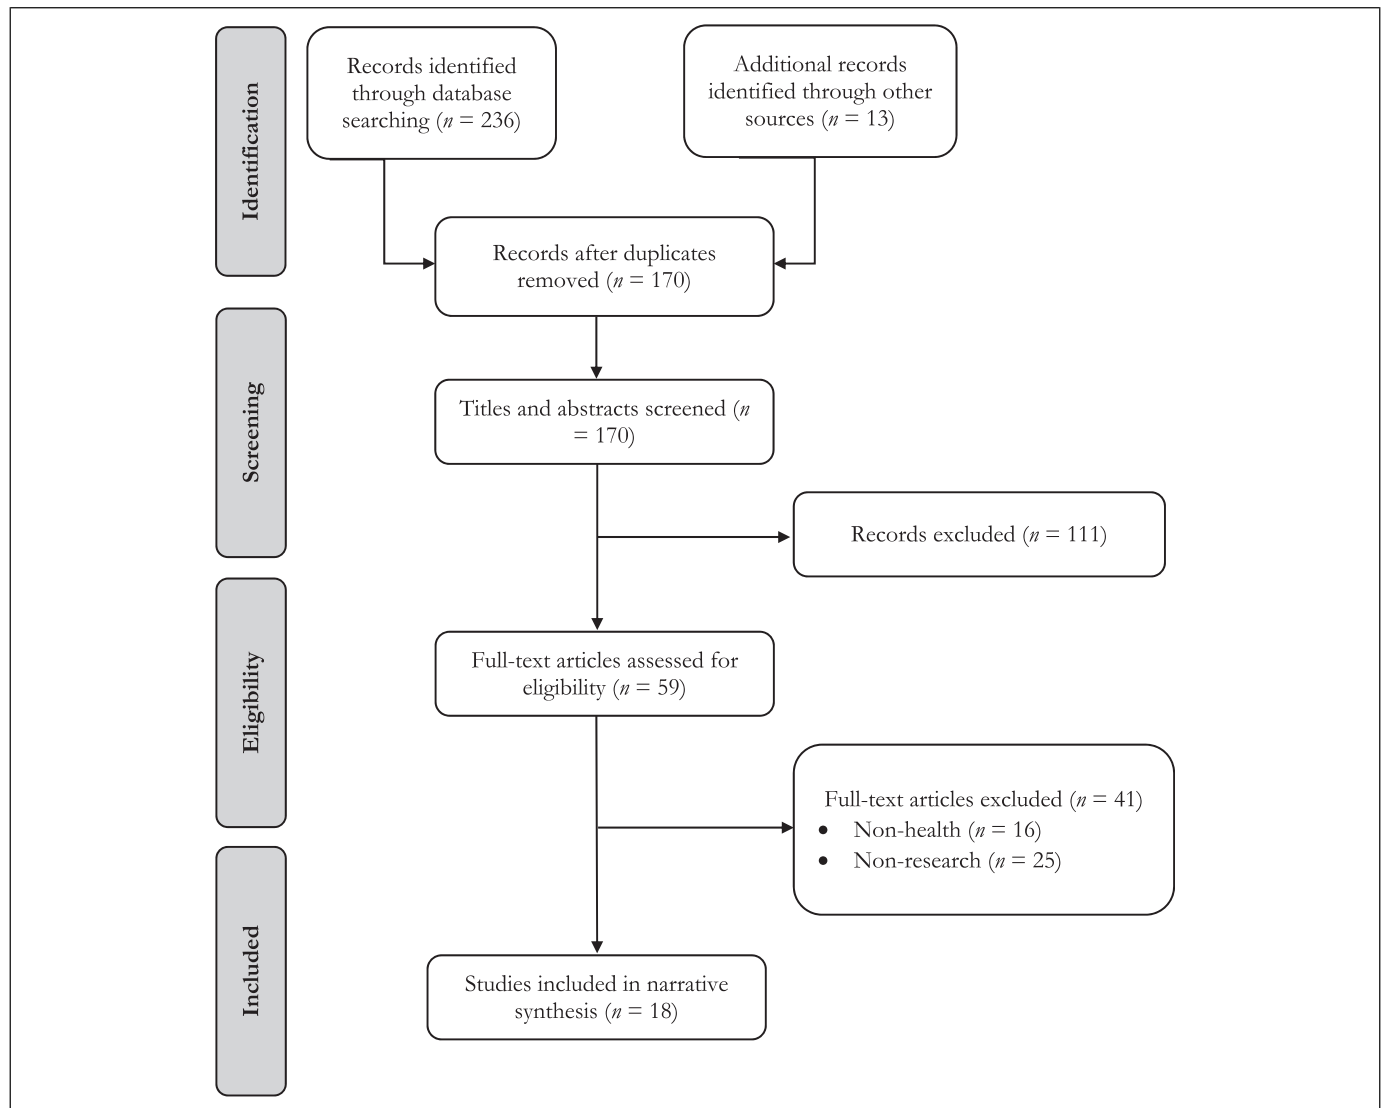 Identification
Records identified
through database
searching (n = 236)
Additional records
identified through other
sources (n = 13)
Records after duplicates
removed (n = 170)
Screening
Titles and abstracts screened (n
= 170)
Records excluded (n = 111)
Eligibility
Full-text articles assessed for
eligibility (n = 59)
Full-text articles excluded (n = 41)
• Non-health (n = 16)
• Non-research (n = 25)
Included
Studies included in narrative
synthesis (n = 18)